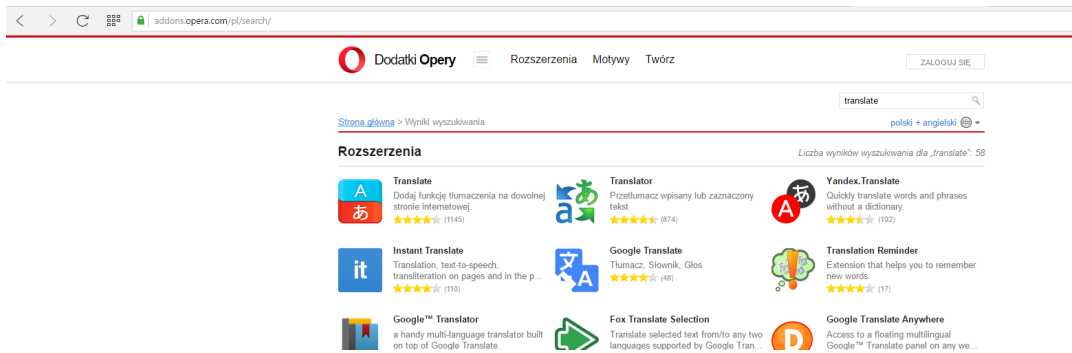 addons.opera.com/pl/search/
Dodatki Opery
Rozszerzenia Motywy Twórz
ZALOGUJ SIĘ
translate
Strona główna > Wyniki wyszukiwania
polski + angielski
Rozszerzenia
Liczba wyników wyszukiwania dla „translate”: 58
A
あ
Translate
Dodaj funkcję tłumaczenia na dowolnej
stronie internetowej.
(1145)
あ
a
Translator
Przetłumacz wpisany lub zaznaczony
tekst
(874)
あ
A
Yandex.Translate
Quickly translate words and phrases
without a dictionary.
(102)
it
Instant Translate
Translation, text-to-speech,
transliteration on pages and in the p...
(110)
文
A
Google Translate
Tłumacz, Słownik, Głos
(48)
Translation Reminder
Extension that helps you to remember
new words.
(17)
Google™ Translator
a handy multi-language translator built
on top of Google Translate.
Fox Translate Selection
Translate selected text from/to any two
languages supported by Google Tran...
D
Google Translate Anywhere
Access to a floating multilingual
Google™ Translate panel on any we...